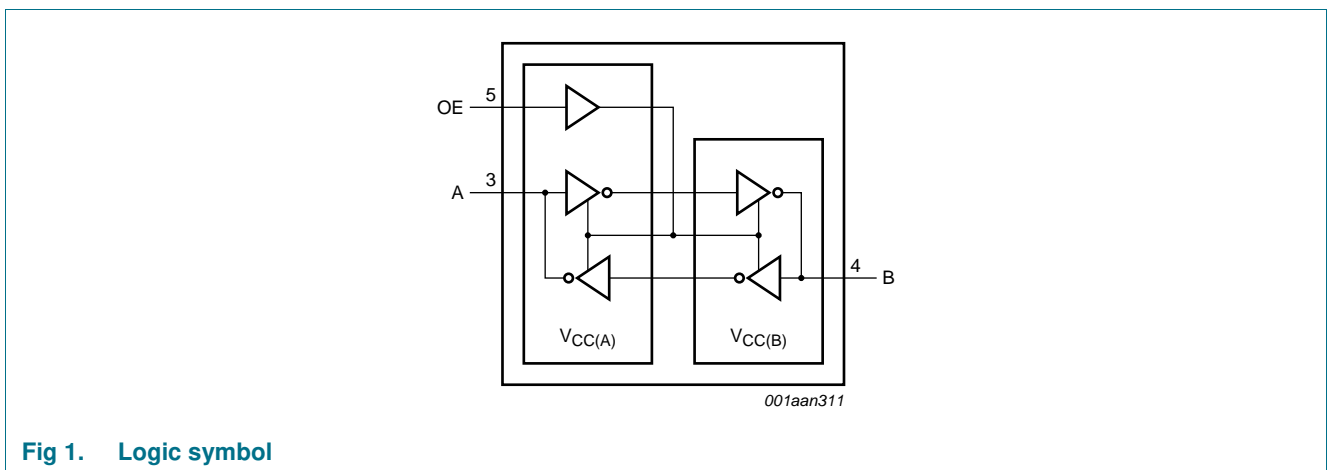 OE 5
A 3
4 B
VCC(A) VCC(B)
001aan311
Fig 1. Logic symbol